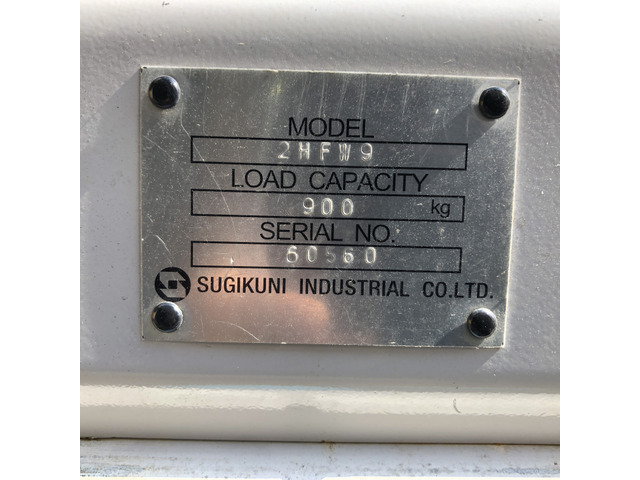 MODEL
2HFW9
LOAD CAPACITY
900 kg
SERIAL NO.
60560
SUGIKUNI INDUSTRIAL CO.LTD.